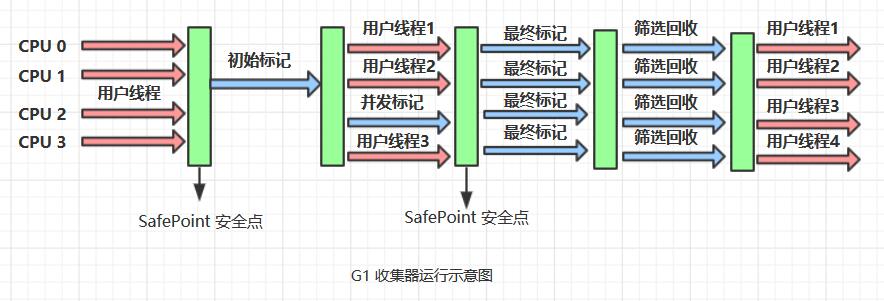 CPU 0
CPU 1
CPU 2
CPU 3
用户线程
初始标记
用户线程1
用户线程2
并发标记
用户线程3
最终标记
最终标记
最终标记
最终标记
筛选回收
筛选回收
筛选回收
筛选回收
用户线程1
用户线程2
用户线程3
用户线程4
SafePoint 安全点
SafePoint 安全点
G1 收集器运行示意图